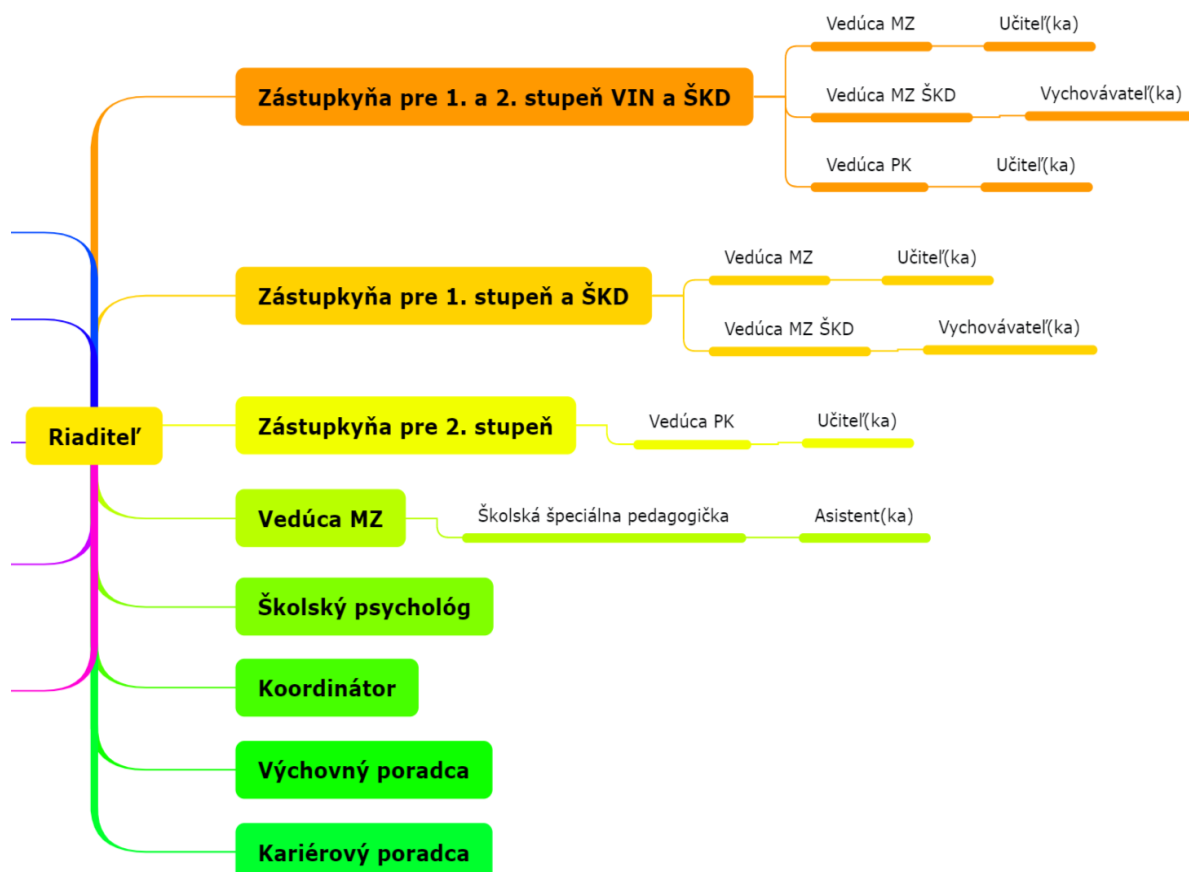 Vedúca MZ
Učiteľ(ka)
Zástupkyňa pre 1. a 2. stupeň VIN a ŠKD
Vedúca MZ ŠKD
Vychovávateľ(ka)
Vedúca PK
Učiteľ(ka)
Zástupkyňa pre 1. stupeň a ŠKD
Vedúca MZ
Učiteľ(ka)
Vedúca MZ ŠKD
Vychovávateľ(ka)
Riaditeľ
Zástupkyňa pre 2. stupeň
Vedúca PK
Učiteľ(ka)
Vedúca MZ
Školská špeciálna pedagogička
Asistent(ka)
Školský psychológ
Koordinátor
Výchovný poradca
Kariérový poradca